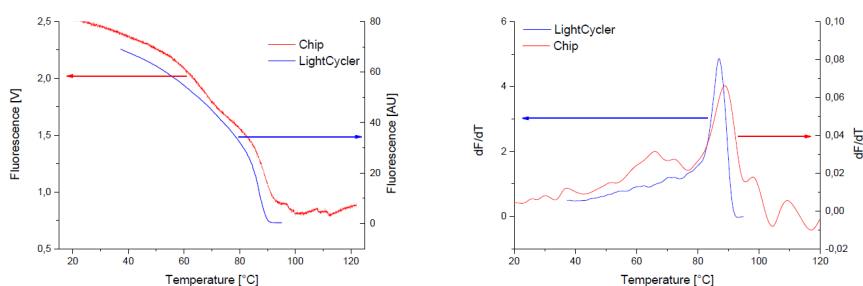 2,5
2,0
1,5
1,0
0,5
Fluorescence [V]
20 40 60 80 100 120
Temperature [°C]
80
60
40
20
0
Fluorescence [AU]
Chip
LightCycler
6
4
2
0
dF/dT
20 40 60 80 100 120
Temperature [°C]
0,10
0,08
0,06
0,04
0,02
0,00
0,02
dF/dT
LightCycler
Chip